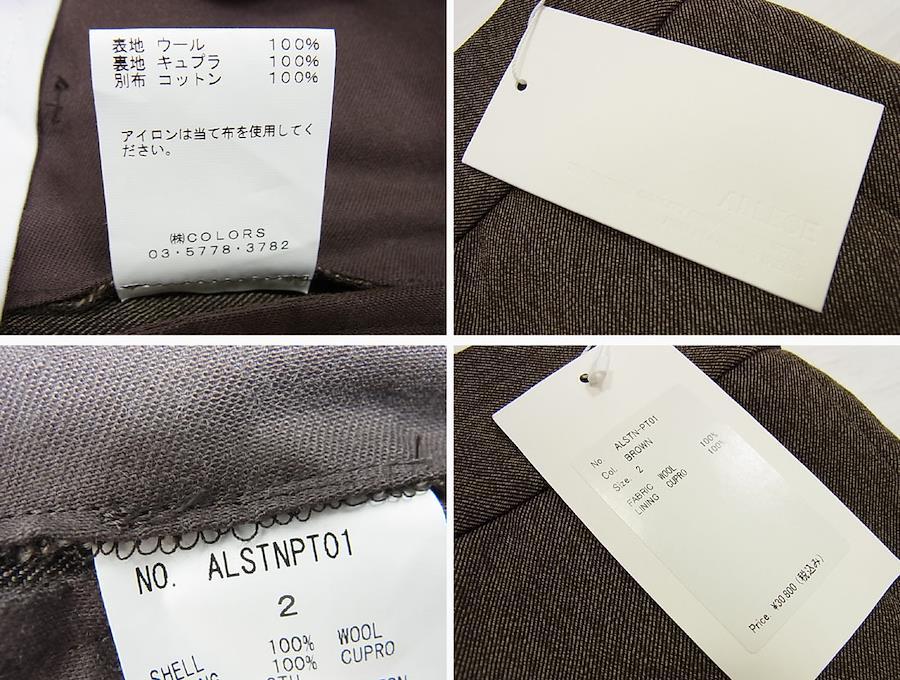 表地 ウール 100%
裏地 キュプラ 100%
別布 コットン 100%
アイロンは当て布を使用してく
ださい。
㈱COLORS
03・5778・3782
ALLEGE
NO. ALSTNPT01
2
SHELL 100% WOOL
100% CUPRO
No. ALSTN-PT01
Col. BROWN
Size. 2
FABRIC WOOL 100%
LINING CUPRO 100%
Price ¥30,800(税込み)